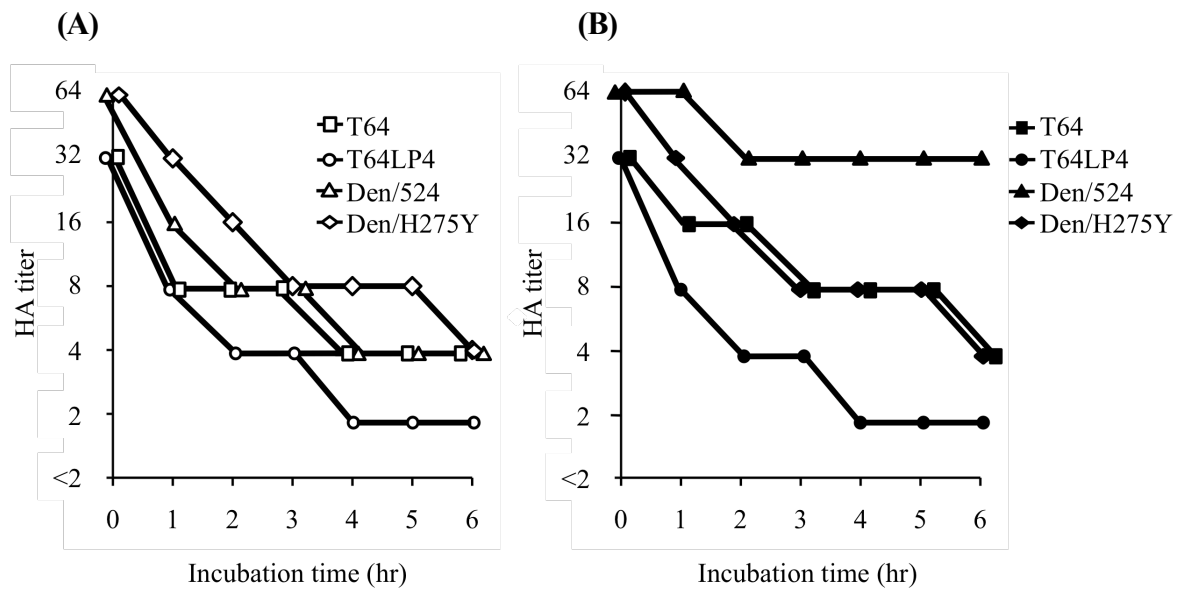 (A)
64
32
16
8
4
2
<2
HA titer
0 1 2 3 4 5 6
Incubation time (hr)
T64
T64LP4
Den/524
Den/H275Y
(B)
64
32
16
8
4
2
<2
HA titer
0 1 2 3 4 5 6
Incubation time (hr)
T64
T64LP4
Den/524
Den/H275Y